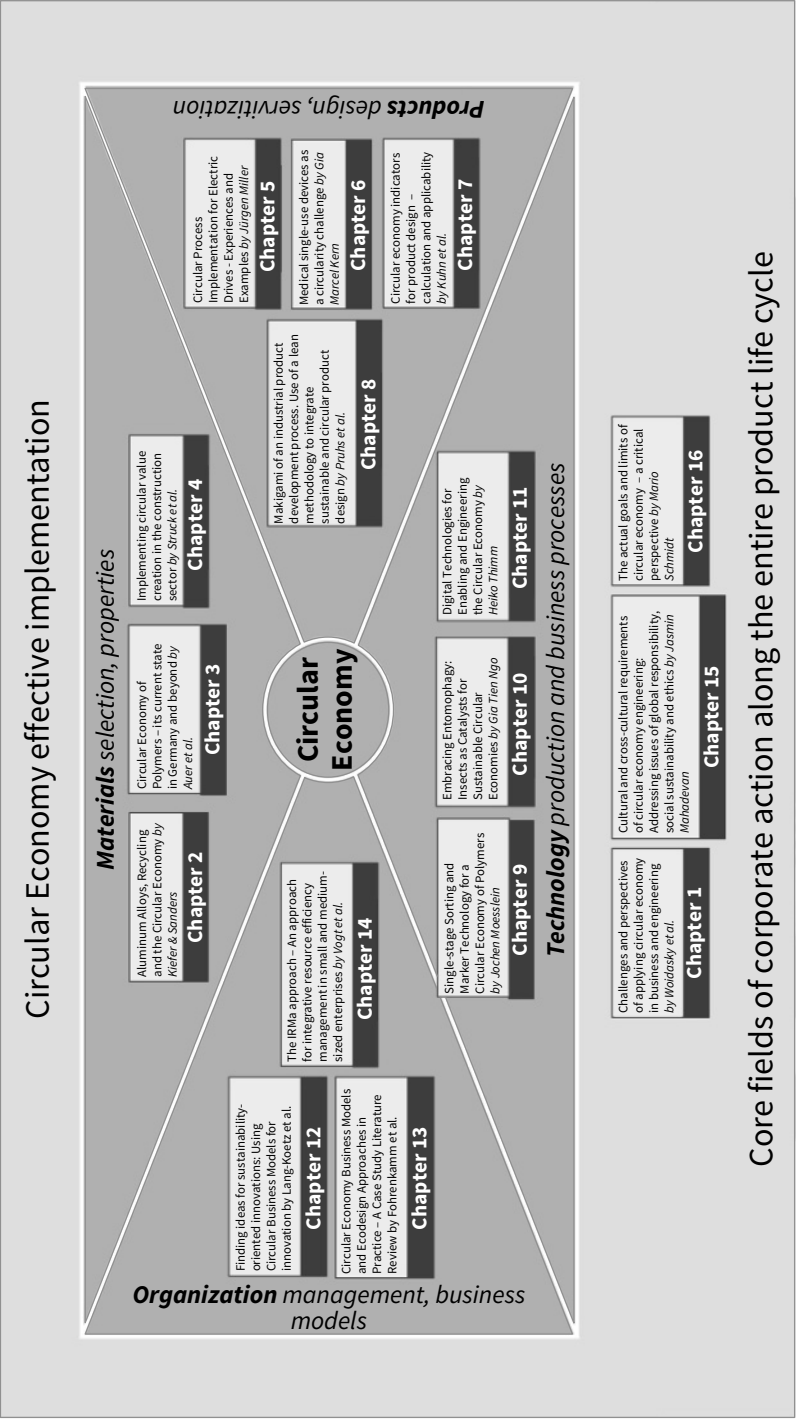 Circular Economy effective implementation
Materials selection, properties
Aluminum Alloys, Recycling
and the Circular Economy by
Kiefer & Sanders
Chapter 2
Circular Economy of
Polymers – its current state
in Germany and beyond by
Auer et al.
Chapter 3
Implementing circular value
creation in the construction
sector by Struck et al.
Chapter 4
Products design, servitization
Circular Process
Implementation for Electric
Drives - Experiences and
Examples by Jürgen Miller
Chapter 5
Medical single-use devices as
a circularity challenge by Gia
Marcel Kern
Chapter 6
Circular economy indicators
for product design –
calculation and applicability
by Kuhn et al.
Chapter 7
Makigami of an industrial product
development process. Use of a lean
methodology to integrate
sustainable and circular product
design by Pruhs et al.
Chapter 8
Circular
Economy
Single-stage Sorting and
Marker Technology for a
Circular Economy of Polymers
by Jochen Moesslein
Chapter 9
Embracing Entomophagy:
Insects as Catalysts for
Sustainable Circular
Economies by Gia Tien Ngo
Chapter 10
Digital Technologies for
Enabling and Engineering
the Circular Economy by
Heiko Thimm
Chapter 11
Technology production and business processes
Organization management, business
models
Finding ideas for sustainability-
oriented innovations: Using
Circular Business Models for
innovation by Lang-Koetz et al.
Chapter 12
Circular Economy Business Models
and Ecodesign Approaches in
Practice – A Case Study Literature
Review by Fohrenkamm et al.
Chapter 13
The IRMa approach – An approach
for integrative resource efficiency
management in small and medium-
sized enterprises by Vogt et al.
Chapter 14
Challenges and perspectives
of applying circular economy
in business and engineering
by Woidasky et al.
Chapter 1
Cultural and cross-cultural requirements
of circular economy engineering:
Addressing issues of global responsibility,
social sustainability and ethics by Jasmin
Mahadevan
Chapter 15
The actual goals and limits of
circular economy – a critical
perspective by Mario
Schmidt
Chapter 16
Core fields of corporate action along the entire product life cycle